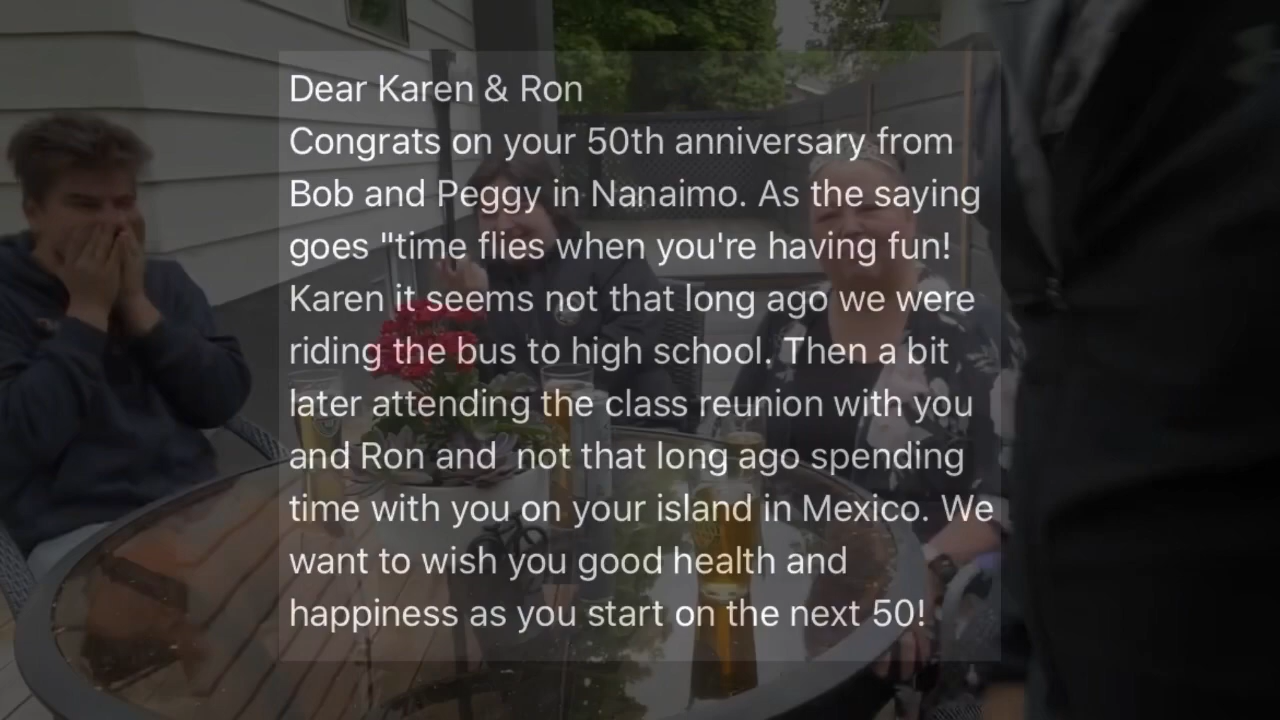 Dear Karen & Ron
Congrats on your 50th anniversary from
Bob and Peggy in Nanaimo. As the saying
goes "time flies when you're having fun!
Karen it seems not that long ago we were
riding the bus to high school. Then a bit
later attending the class reunion with you
and Ron and  not that long ago spending
time with you on your island in Mexico. We
want to wish you good health and
happiness as you start on the next 50!